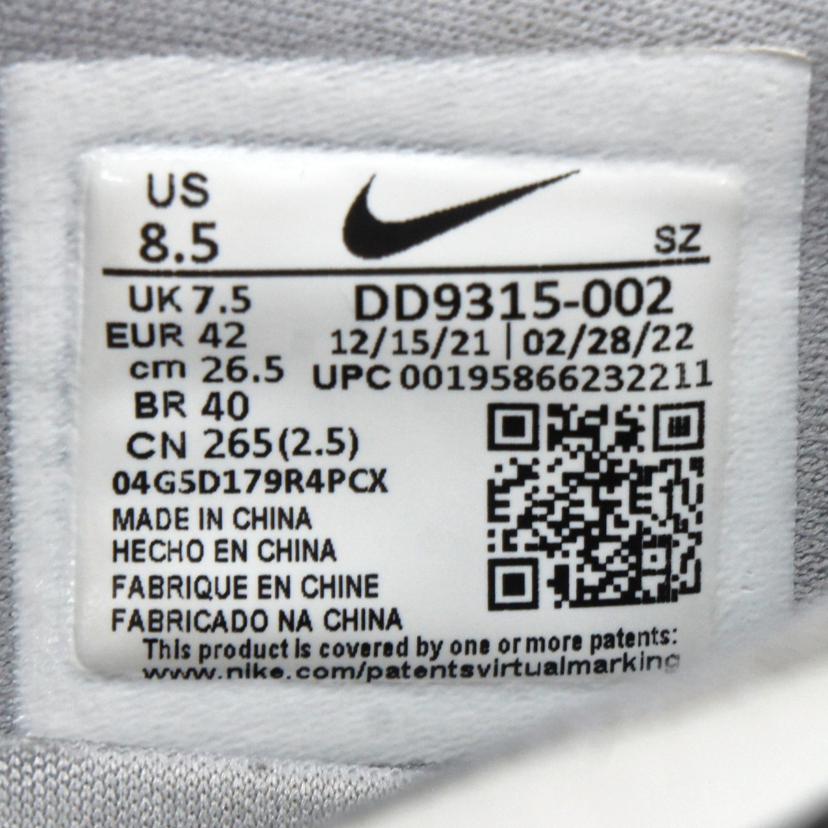 US
8.5
SZ
UK 7.5
DD9315-002
EUR 42
12/15/21 | 02/28/22
cm 26.5
UPC 00195866232211
BR 40
CN 265(2.5)
04G5D179R4PCX
MADE IN CHINA
HECHO EN CHINA
FABRIQUE EN CHINE
FABRICADO NA CHINA
This product is covered by one or more patents:
www.nike.com/patentsvirtualmarking